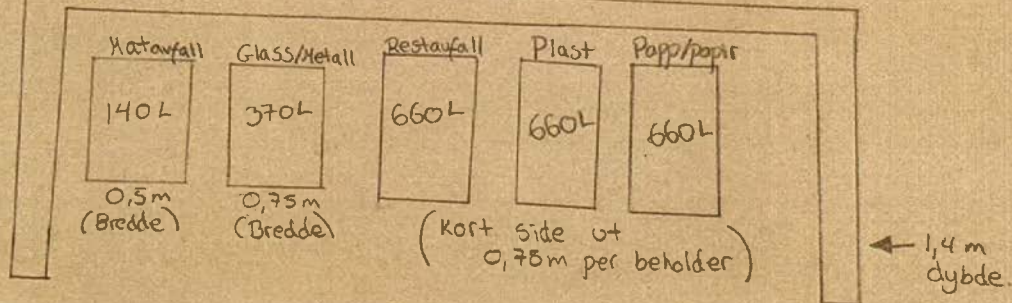 Matavfall
Glass/Metall
Restavfall
Plast
Papp/papir
140L
370L
660L
660L
660L
0,5m
(Bredde)
0,75m
(Bredde)
(Kort side ut
0,78m per beholder)
1,4 m
dybde.